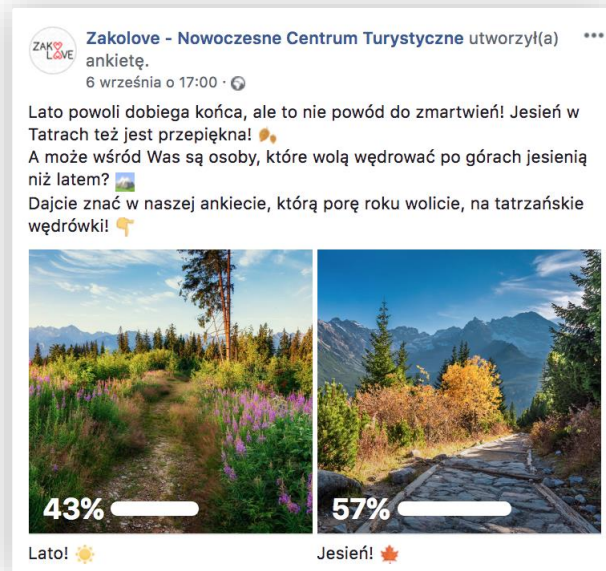 ZAK
LOVE
Zakolove - Nowoczesne Centrum Turystyczne utworzył(a)
ankietę.
6 września o 17:00 ·
Lato powoli dobiega końca, ale to nie powód do zmartwień! Jesień w
Tatrach też jest przepiękna! 🍂
A może wśród Was są osoby, które wolą wędrować po górach jesienią
niż latem? 🏔️
Dajcie znać w naszej ankiecie, którą porę roku wolicie, na tatrzańskie
wędrówki! 👇
43%
57%
Lato! ☀️
Jesień! 🍁